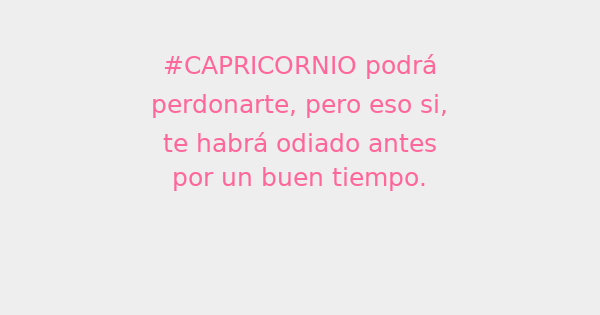 #CAPRICORNIO podrá
perdonarte, pero eso si,
te habrá odiado antes
por un buen tiempo.